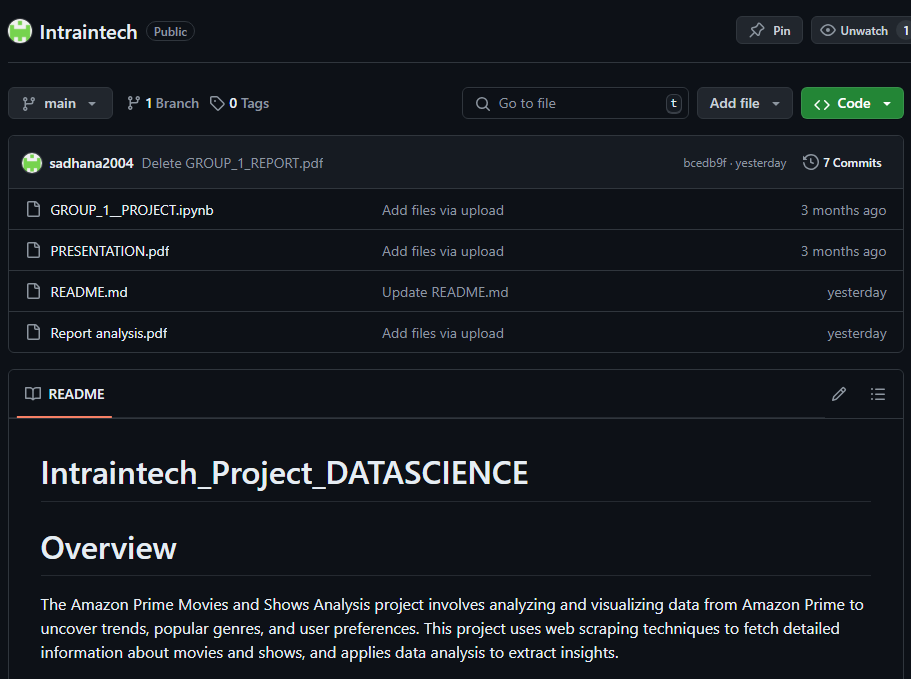 Intraintech Public Pin Unwatch 1
main 1 Branch 0 Tags Go to file t Add file Code
sadhana2004 Delete GROUP_1_REPORT.pdf bcedb9f · yesterday 7 Commits
GROUP_1__PROJECT.ipynb Add files via upload 3 months ago
PRESENTATION.pdf Add files via upload 3 months ago
README.md Update README.md yesterday
Report analysis.pdf Add files via upload yesterday
README
Intraintech_Project_DATASCIENCE
Overview
The Amazon Prime Movies and Shows Analysis project involves analyzing and visualizing data from Amazon Prime to
uncover trends, popular genres, and user preferences. This project uses web scraping techniques to fetch detailed
information about movies and shows, and applies data analysis to extract insights.